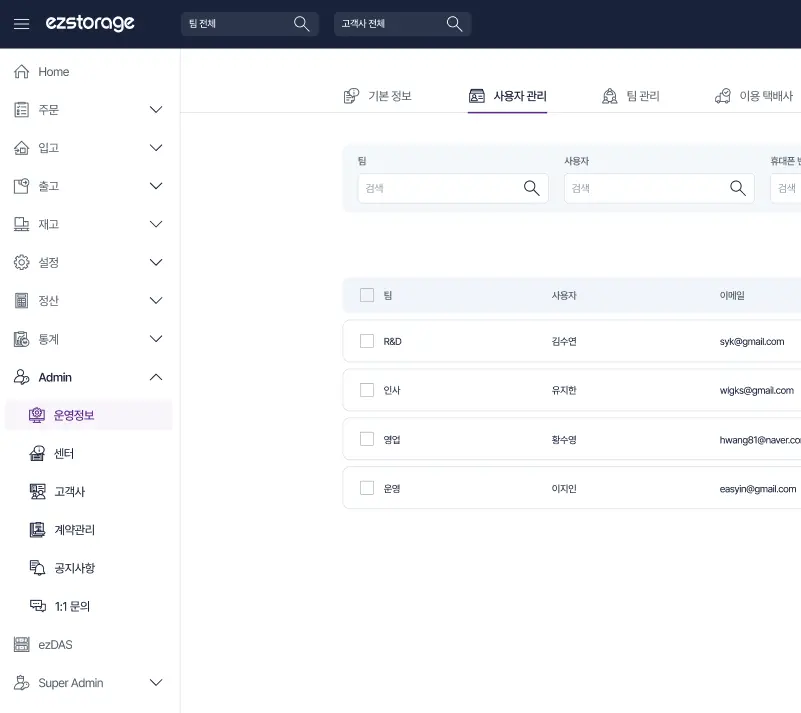 ezstorage
팀 전체
고객사 전체
Home
주문
입고
출고
재고
설정
정산
통계
Admin
운영정보
센터
고객사
계약관리
공지사항
1:1 문의
ezDAS
Super Admin
기본 정보
사용자 관리
팀 관리
이용 택배사
팀
사용자
휴대폰
검색
검색
검색
팀
사용자
이메일
R&D
김수연
syk@gmail.com
인사
유지한
wlgks@gmail.com
영업
황수영
hwang81@naver.co
운영
이지인
easyin@gmail.com